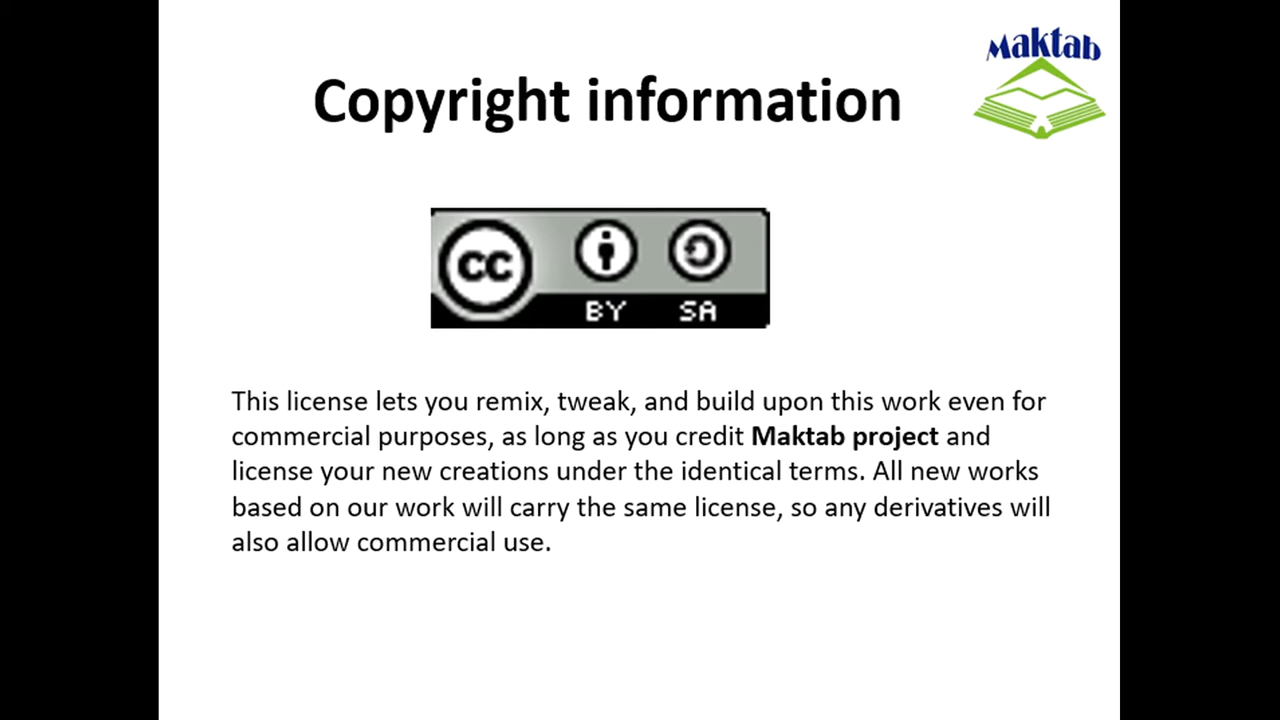 Maktab
Copyright information
CC
BY SA
This license lets you remix, tweak, and build upon this work even for
commercial purposes, as long as you credit Maktab project and
license your new creations under the identical terms. All new works
based on our work will carry the same license, so any derivatives will
also allow commercial use.